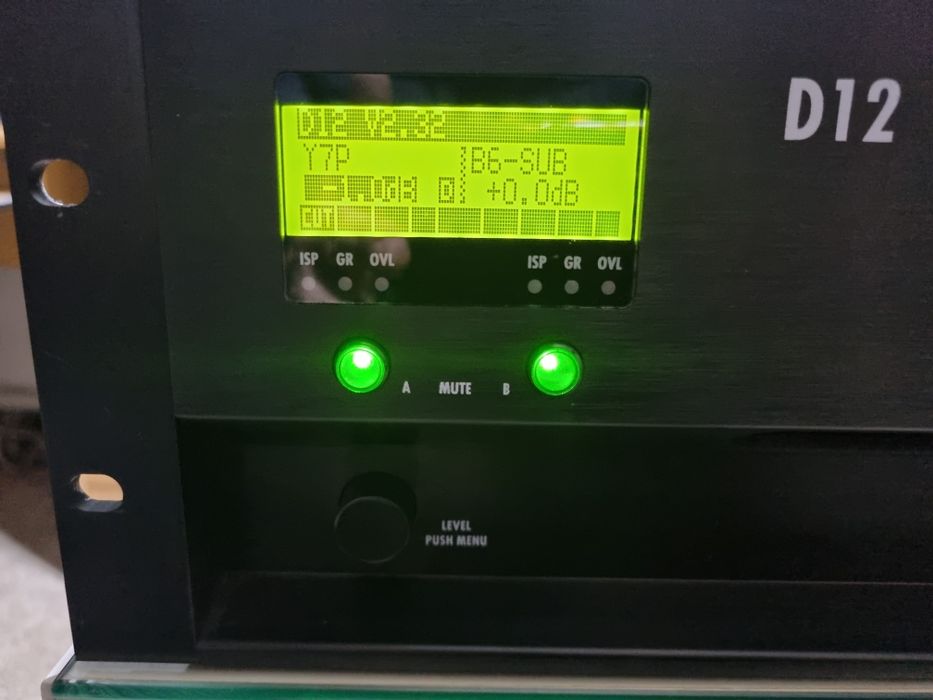 D12 V2.32
D12
Y7P B6-SUB
D +0.0dB
CUT
ISP GR OVL ISP GR OVL
A MUTE B
LEVEL
PUSH MENU